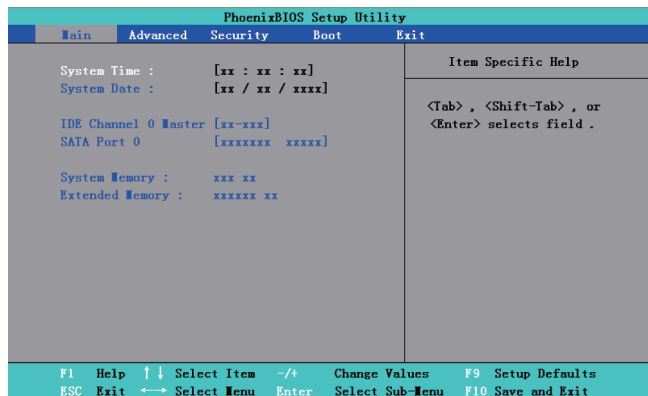 PhoenixBIOS Setup Utility
Main Advanced Security Boot Exit
Item Specific Help
System Time : [xx : xx : xx]
System Date : [xx / xx / xxxx]
<Tab> , <Shift-Tab> , or
<Enter> selects field .
IDE Channel 0 Master [xx-xxx]
SATA Port 0 [xxxxxxx xxxxx]
System Memory : xxx xx
Extended Memory : xxxxxx xx
F1 Help ↑↓ Select Item -/+ Change Values F9 Setup Defaults
ESC Exit ←→ Select Menu Enter Select Sub-Menu F10 Save and Exit